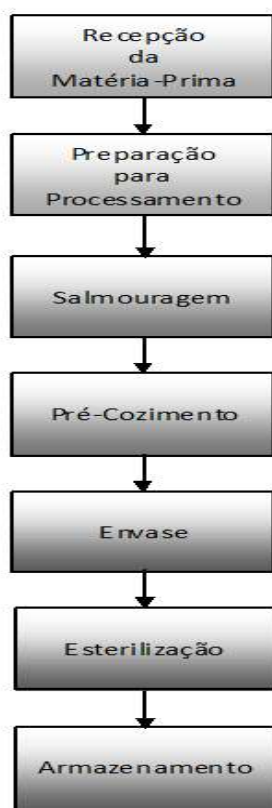 Recepção
da
Matéria-Prima
Preparação
para
Processamento
Salmouragem
Pré-Cozimento
Envase
Esterilização
Armazenamento